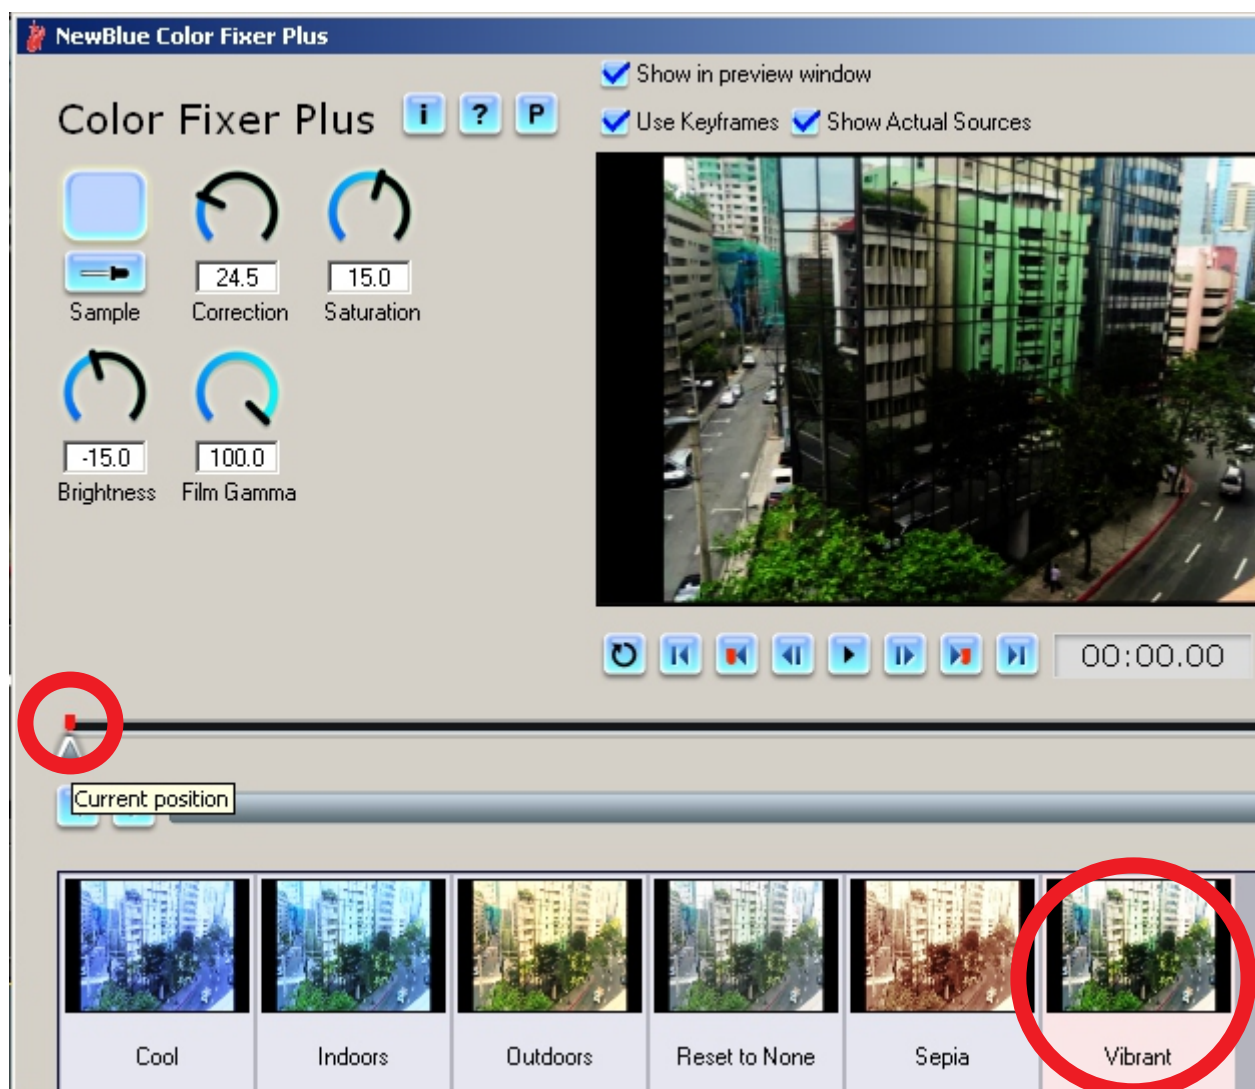 NewBlue Color Fixer Plus
Show in preview window
Color Fixer Plus i ? P
Use Keyframes Show Actual Sources
24.5 15.0
Sample Correction Saturation
-15.0 100.0
Brightness Film Gamma
00:00.00
Current position
Cool Indoors Outdoors Reset to None Sepia Vibrant